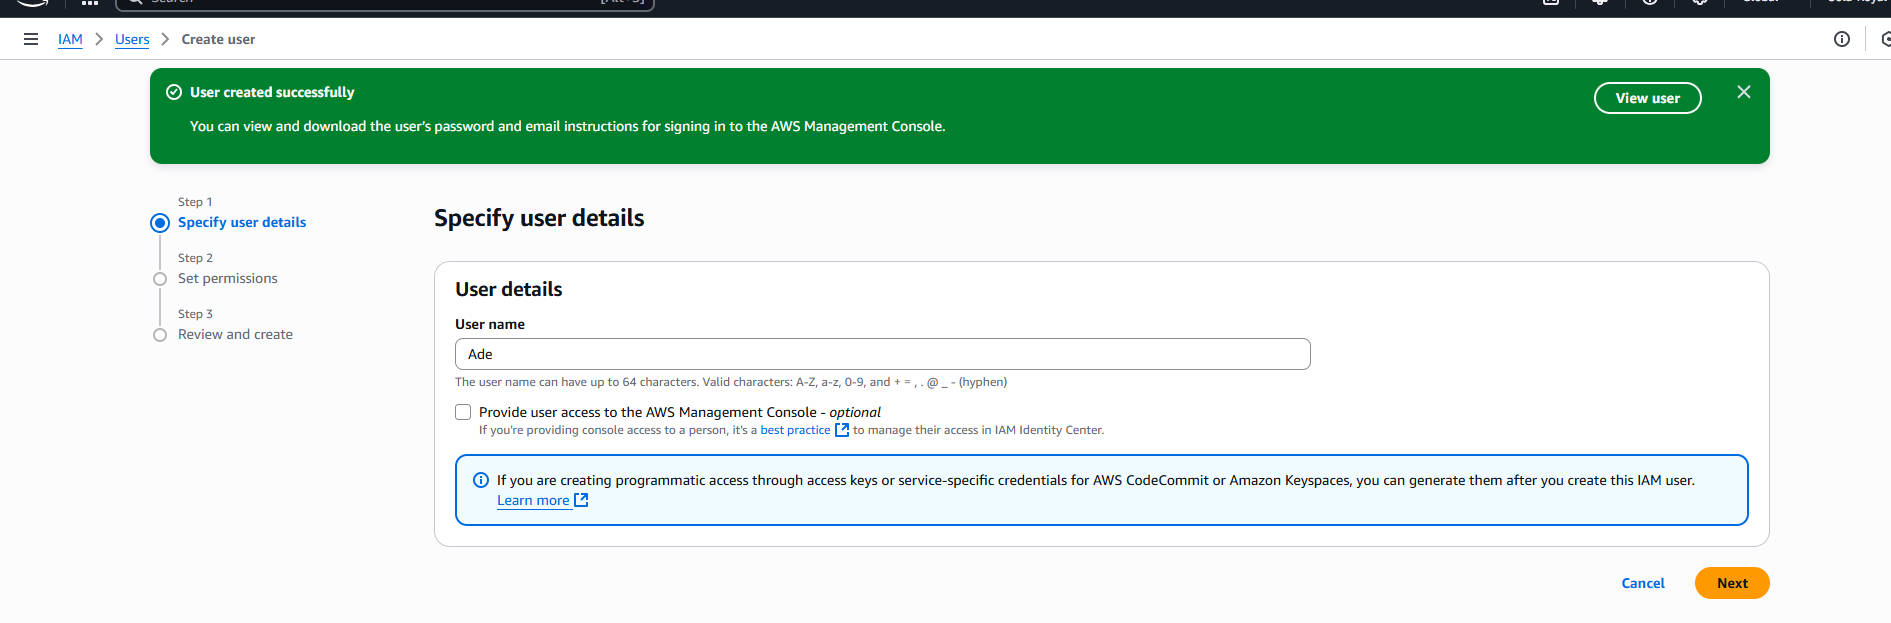 IAM > Users > Create user
User created successfully
View user
You can view and download the user's password and email instructions for signing in to the AWS Management Console.
Step 1
Specify user details
Step 2
Set permissions
Step 3
Review and create
Specify user details
User details
User name
Ade
The user name can have up to 64 characters. Valid characters: A-Z, a-z, 0-9, and + = , . @ _ - (hyphen)
Provide user access to the AWS Management Console - optional
If you're providing console access to a person, it's a best practice to manage their access in IAM Identity Center.
If you are creating programmatic access through access keys or service-specific credentials for AWS CodeCommit or Amazon Keyspaces, you can generate them after you create this IAM user.
Learn more
Cancel
Next